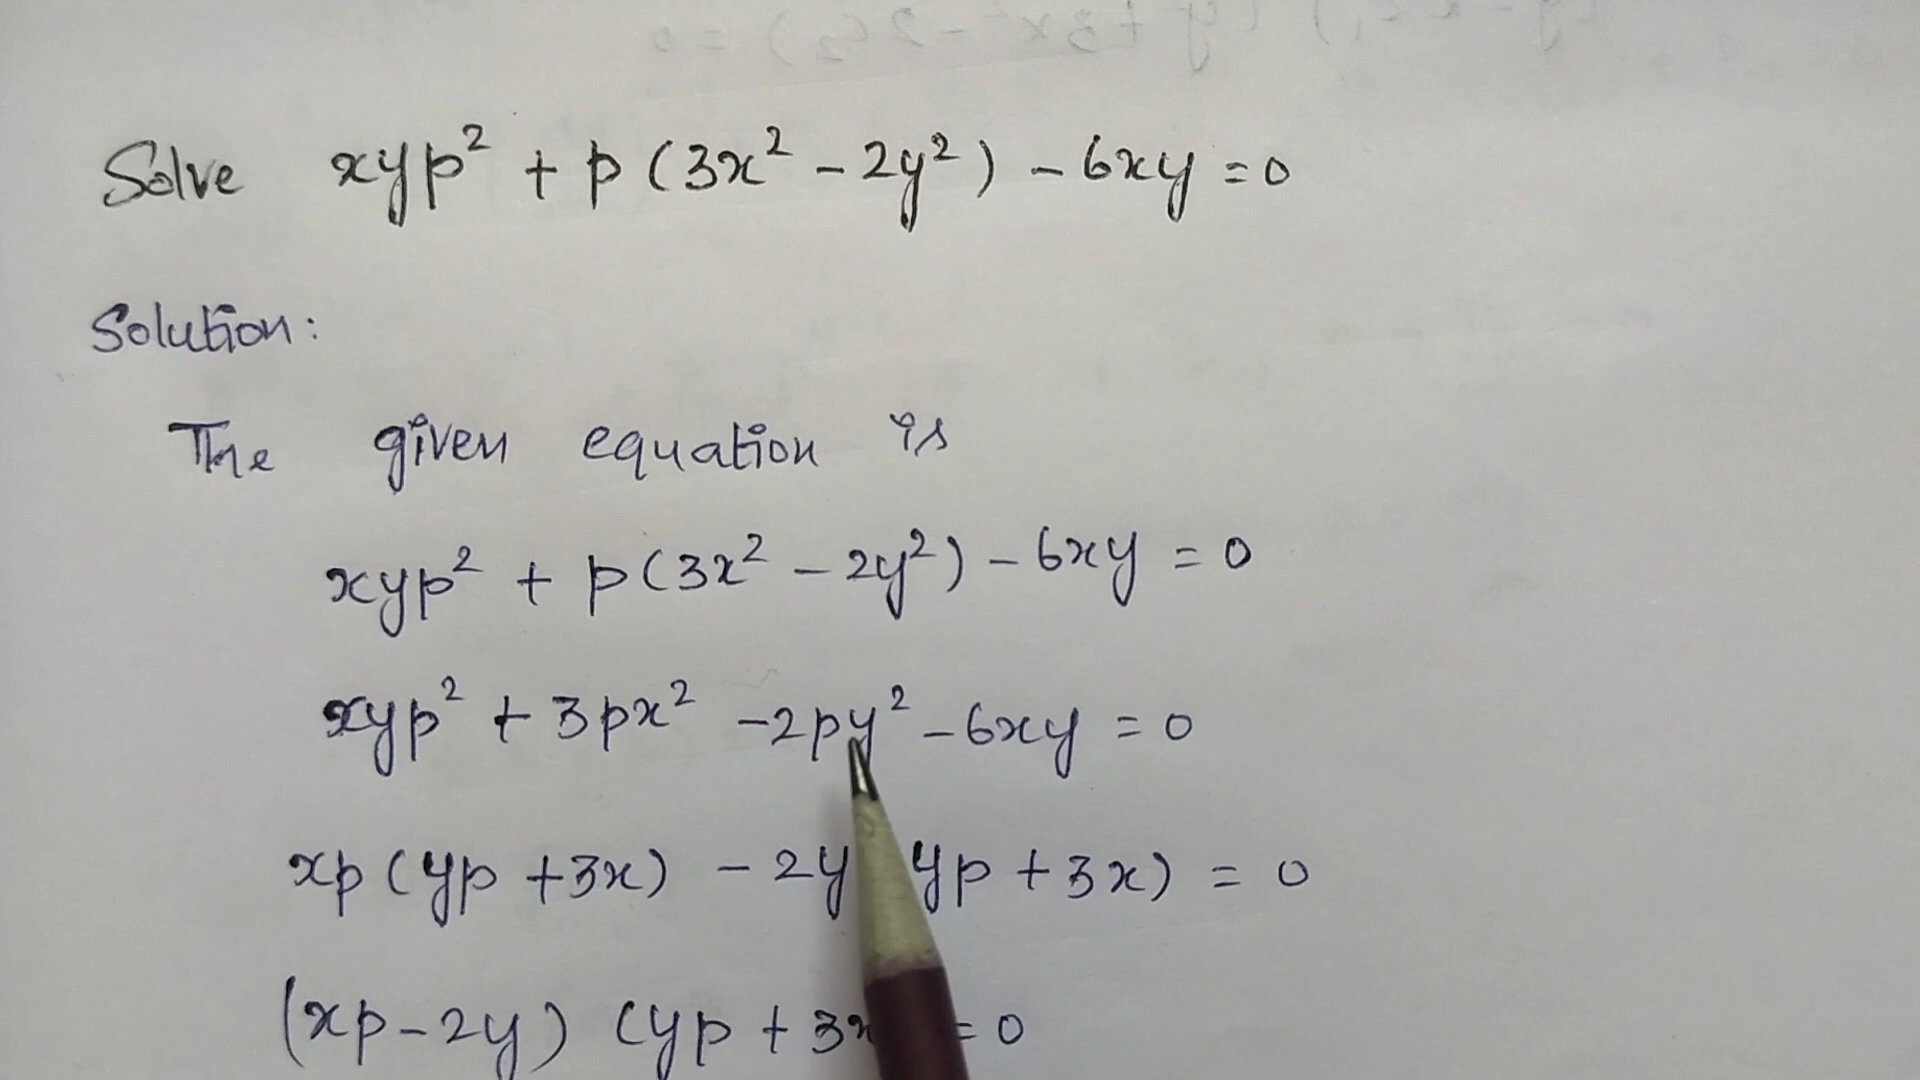 Solve xyp² + p(3x² - 2y²) - 6xy = 0
Solution:
The given equation is
xyp² + p(3x² - 2y²) - 6xy = 0
xyp² + 3px² - 2py² - 6xy = 0
xp(yp + 3x) - 2y yp + 3x) = 0
(xp - 2y) (yp + 3x = 0